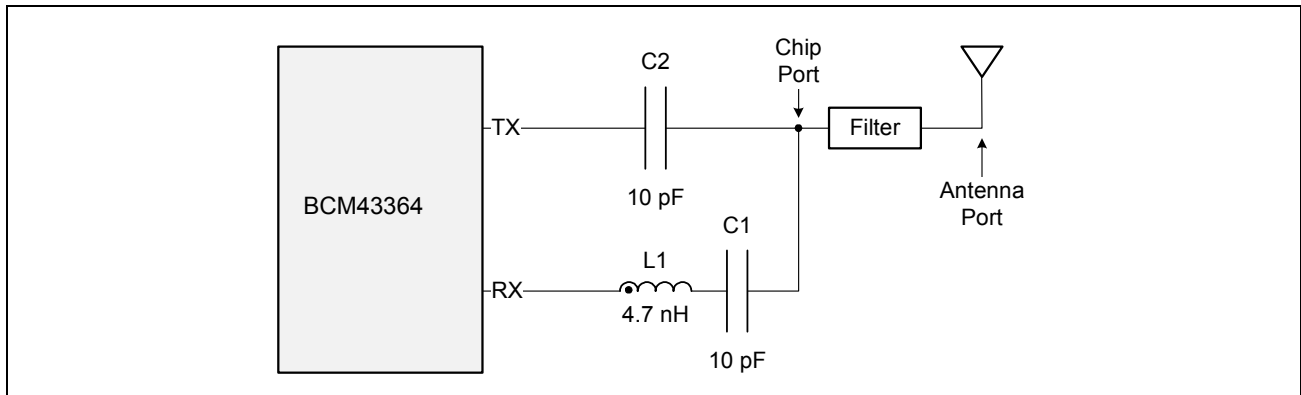 C2
Chip
Port
TX
Filter
10 pF
BCM43364
Antenna
Port
C1
L1
RX
4.7 nH
10 pF